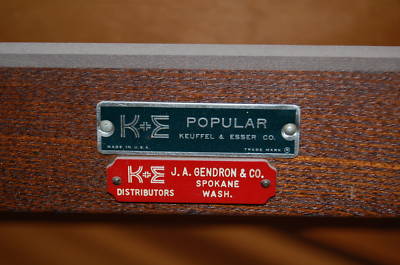 K+E POPULAR
KEUFFEL & ESSER CO.
MADE IN U.S.A. TRADE MARK ®
K+E J.A. GENDRON & CO.
DISTRIBUTORS SPOKANE
WASH.